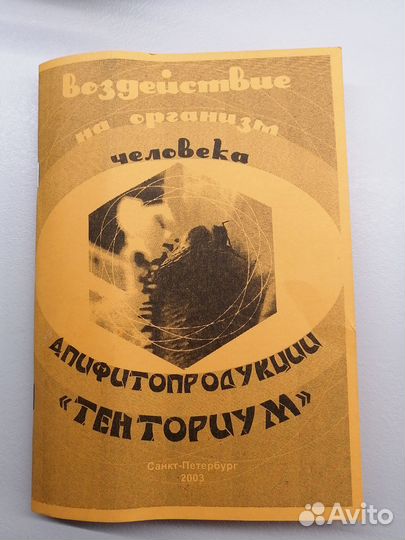 Воздействие
на организм
человека
апифитопродукции
«ТЕНТОРИУМ»
Санкт-Петербург
2003
Avito